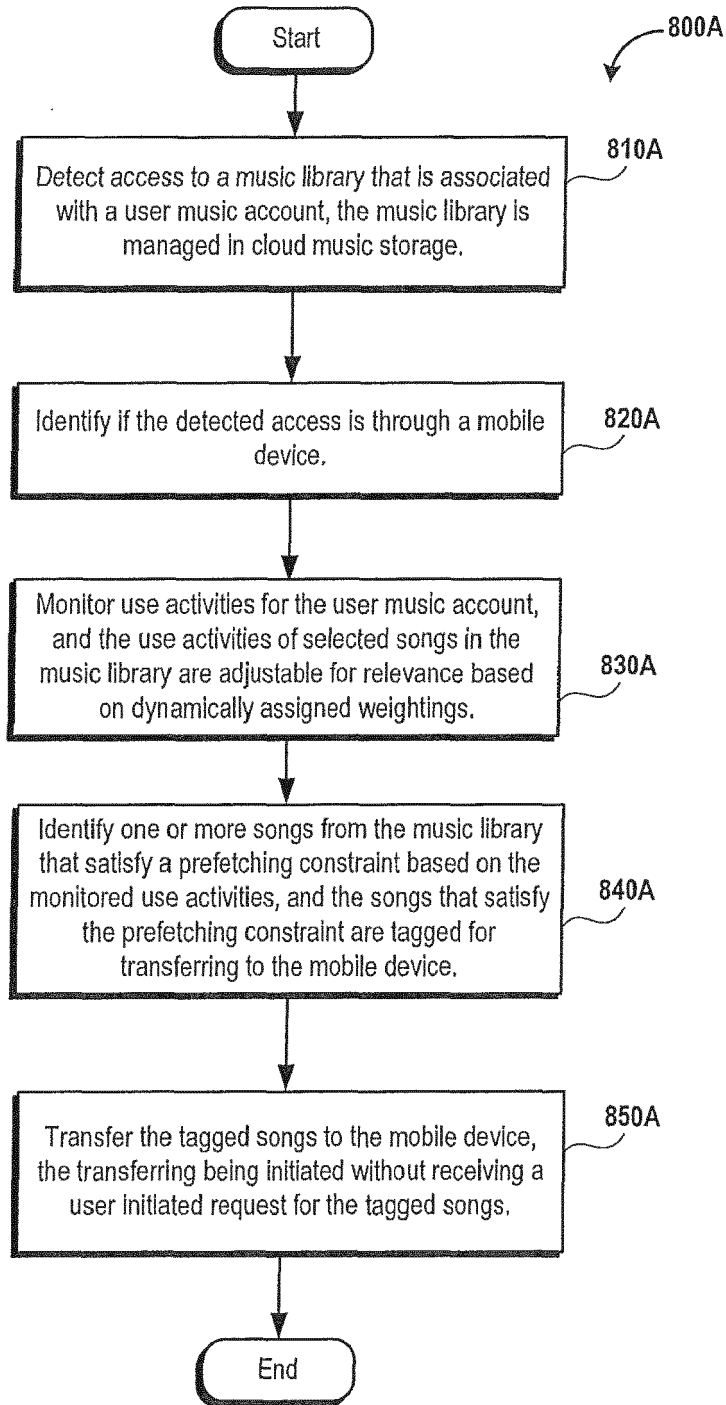 Start
800A
810A
Detect access to a music library that is associated
with a user music account, the music library is
managed in cloud music storage.
820A
Identify if the detected access is through a mobile
device.
Monitor use activities for the user music account,
and the use activities of selected songs in the
music library are adjustable for relevance based
on dynamically assigned weightings.
830A
Identify one or more songs from the music library
that satisfy a prefetching constraint based on the
monitored use activities, and the songs that satisfy
the prefetching constraint are tagged for
transferring to the mobile device.
840A
850A
Transfer the tagged songs to the mobile device,
the transferring being initiated without receiving a
user initiated request for the tagged songs.
End